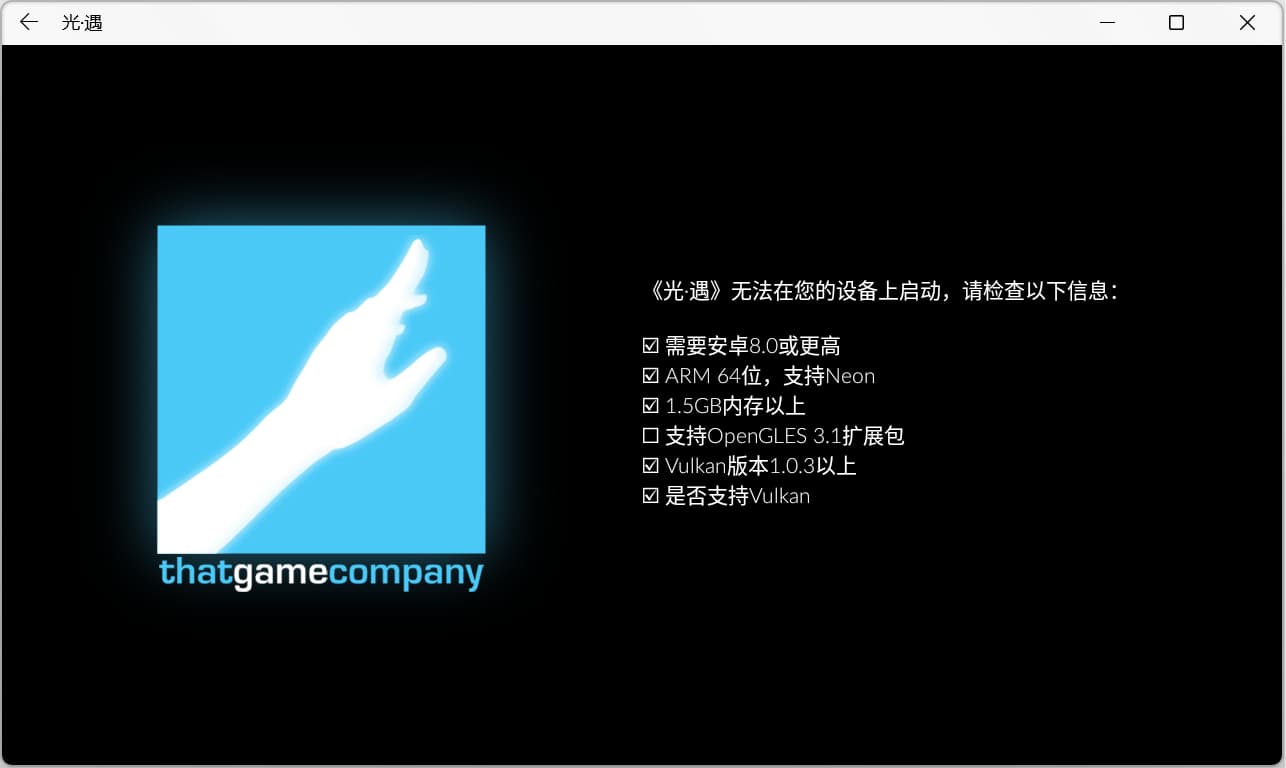 光·遇
《光·遇》无法在您的设备上启动，请检查以下信息：
☑ 需要安卓8.0或更高
☑ ARM 64位，支持Neon
☑ 1.5GB内存以上
☐ 支持OpenGLES 3.1扩展包
☑ Vulkan版本1.0.3以上
☑ 是否支持Vulkan
thatgamecompany